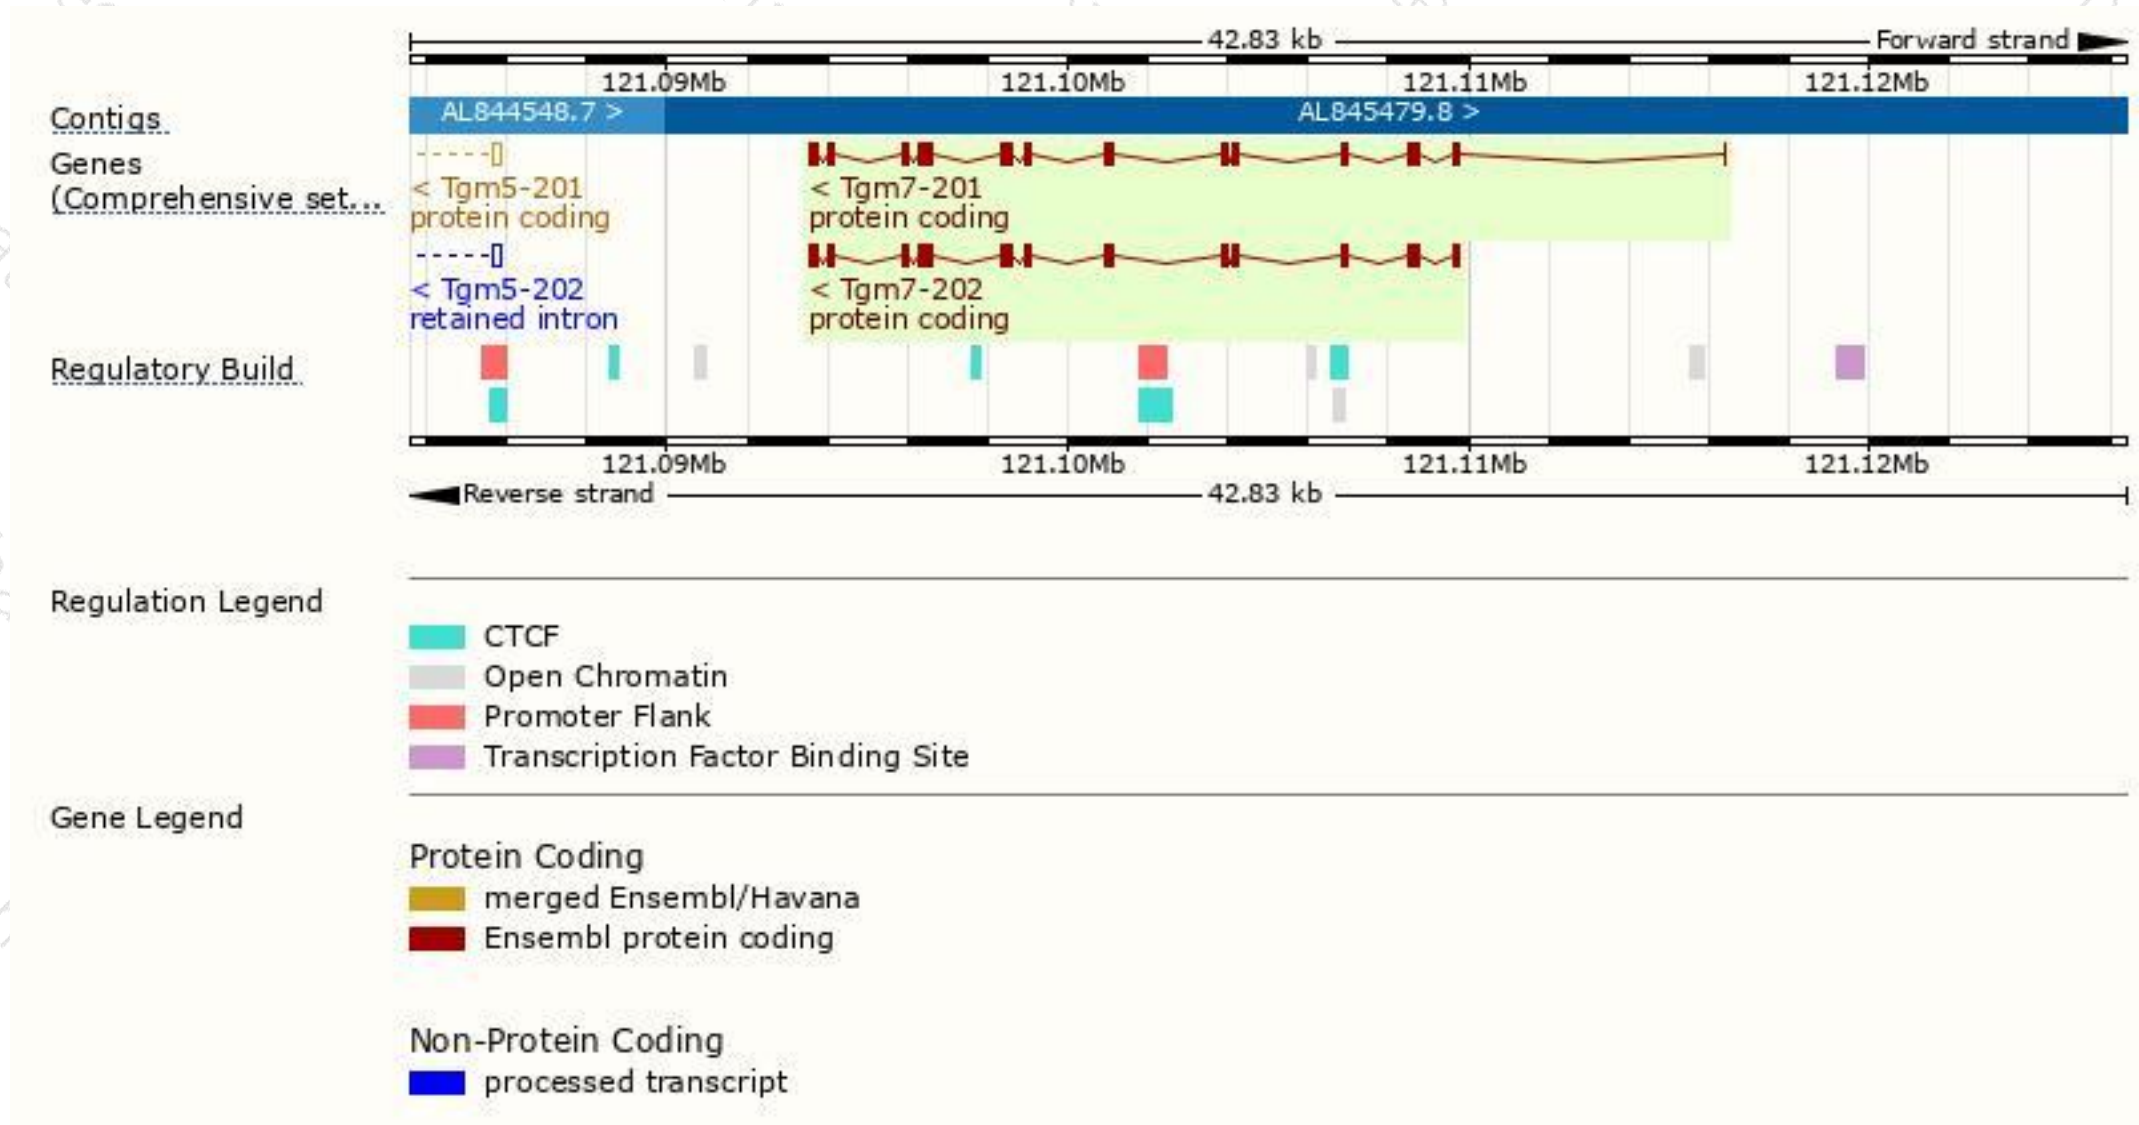 42.83 kb Forward strand
121.09Mb 121.10Mb 121.11Mb 121.12Mb
Contigs AL844548.7 > AL845479.8 >
Genes
(Comprehensive set...
< Tgm5-201 < Tgm7-201
protein coding protein coding
< Tgm5-202 < Tgm7-202
retained intron protein coding
Regulatory Build
121.09Mb 121.10Mb 121.11Mb 121.12Mb
Reverse strand 42.83 kb
Regulation Legend
CTCF
Open Chromatin
Promoter Flank
Transcription Factor Binding Site
Gene Legend
Protein Coding
merged Ensembl/Havana
Ensembl protein coding
Non-Protein Coding
processed transcript